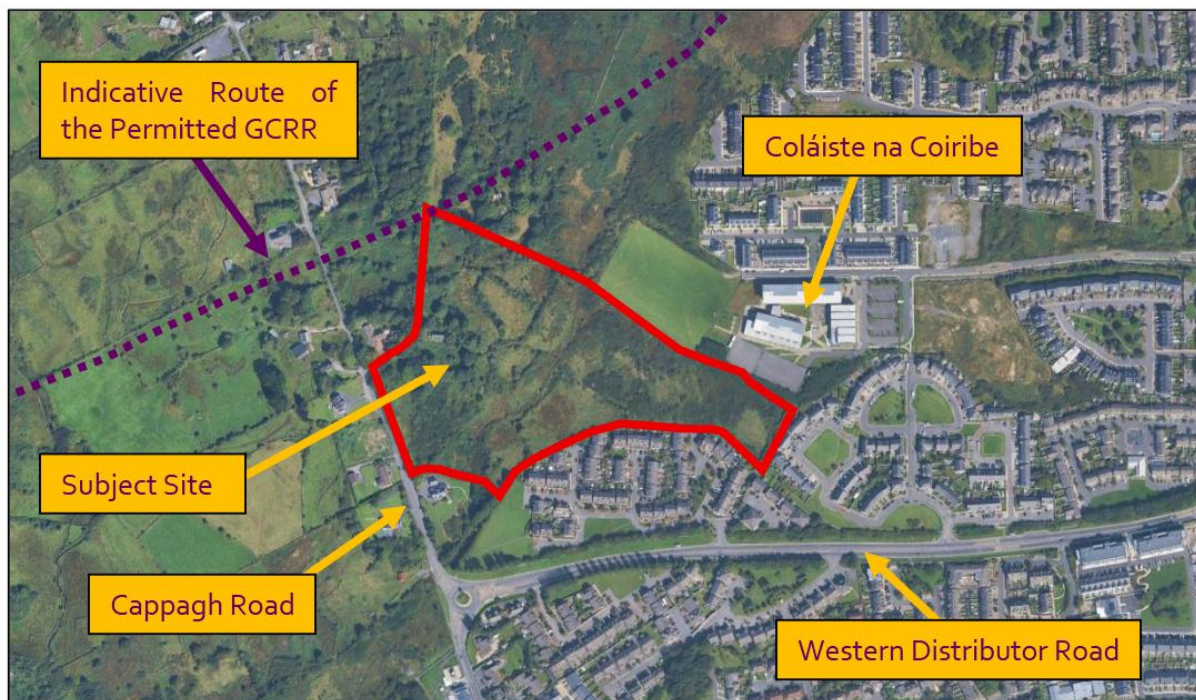 Indicative Route of
the Permitted GCRR
Coláiste na Coiribe
Subject Site
Cappagh Road
Western Distributor Road